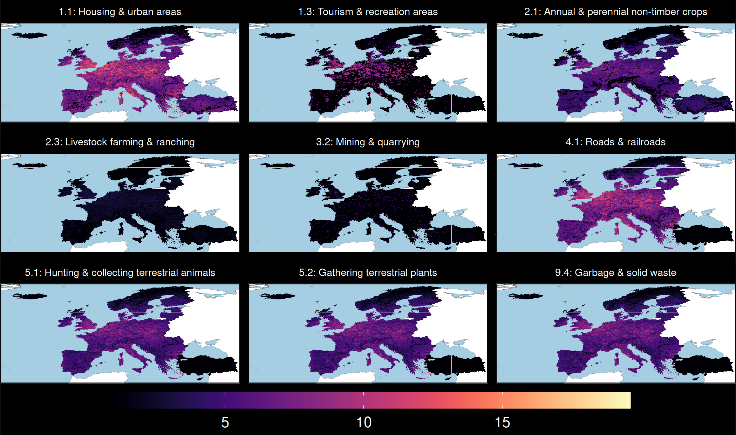 1.1: Housing & urban areas
1.3: Tourism & recreation areas
2.1: Annual & perennial non-timber crops
2.3: Livestock farming & ranching
3.2: Mining & quarrying
4.1: Roads & railroads
5.1: Hunting & collecting terrestrial animals
5.2: Gathering terrestrial plants
9.4: Garbage & solid waste
5
10
15